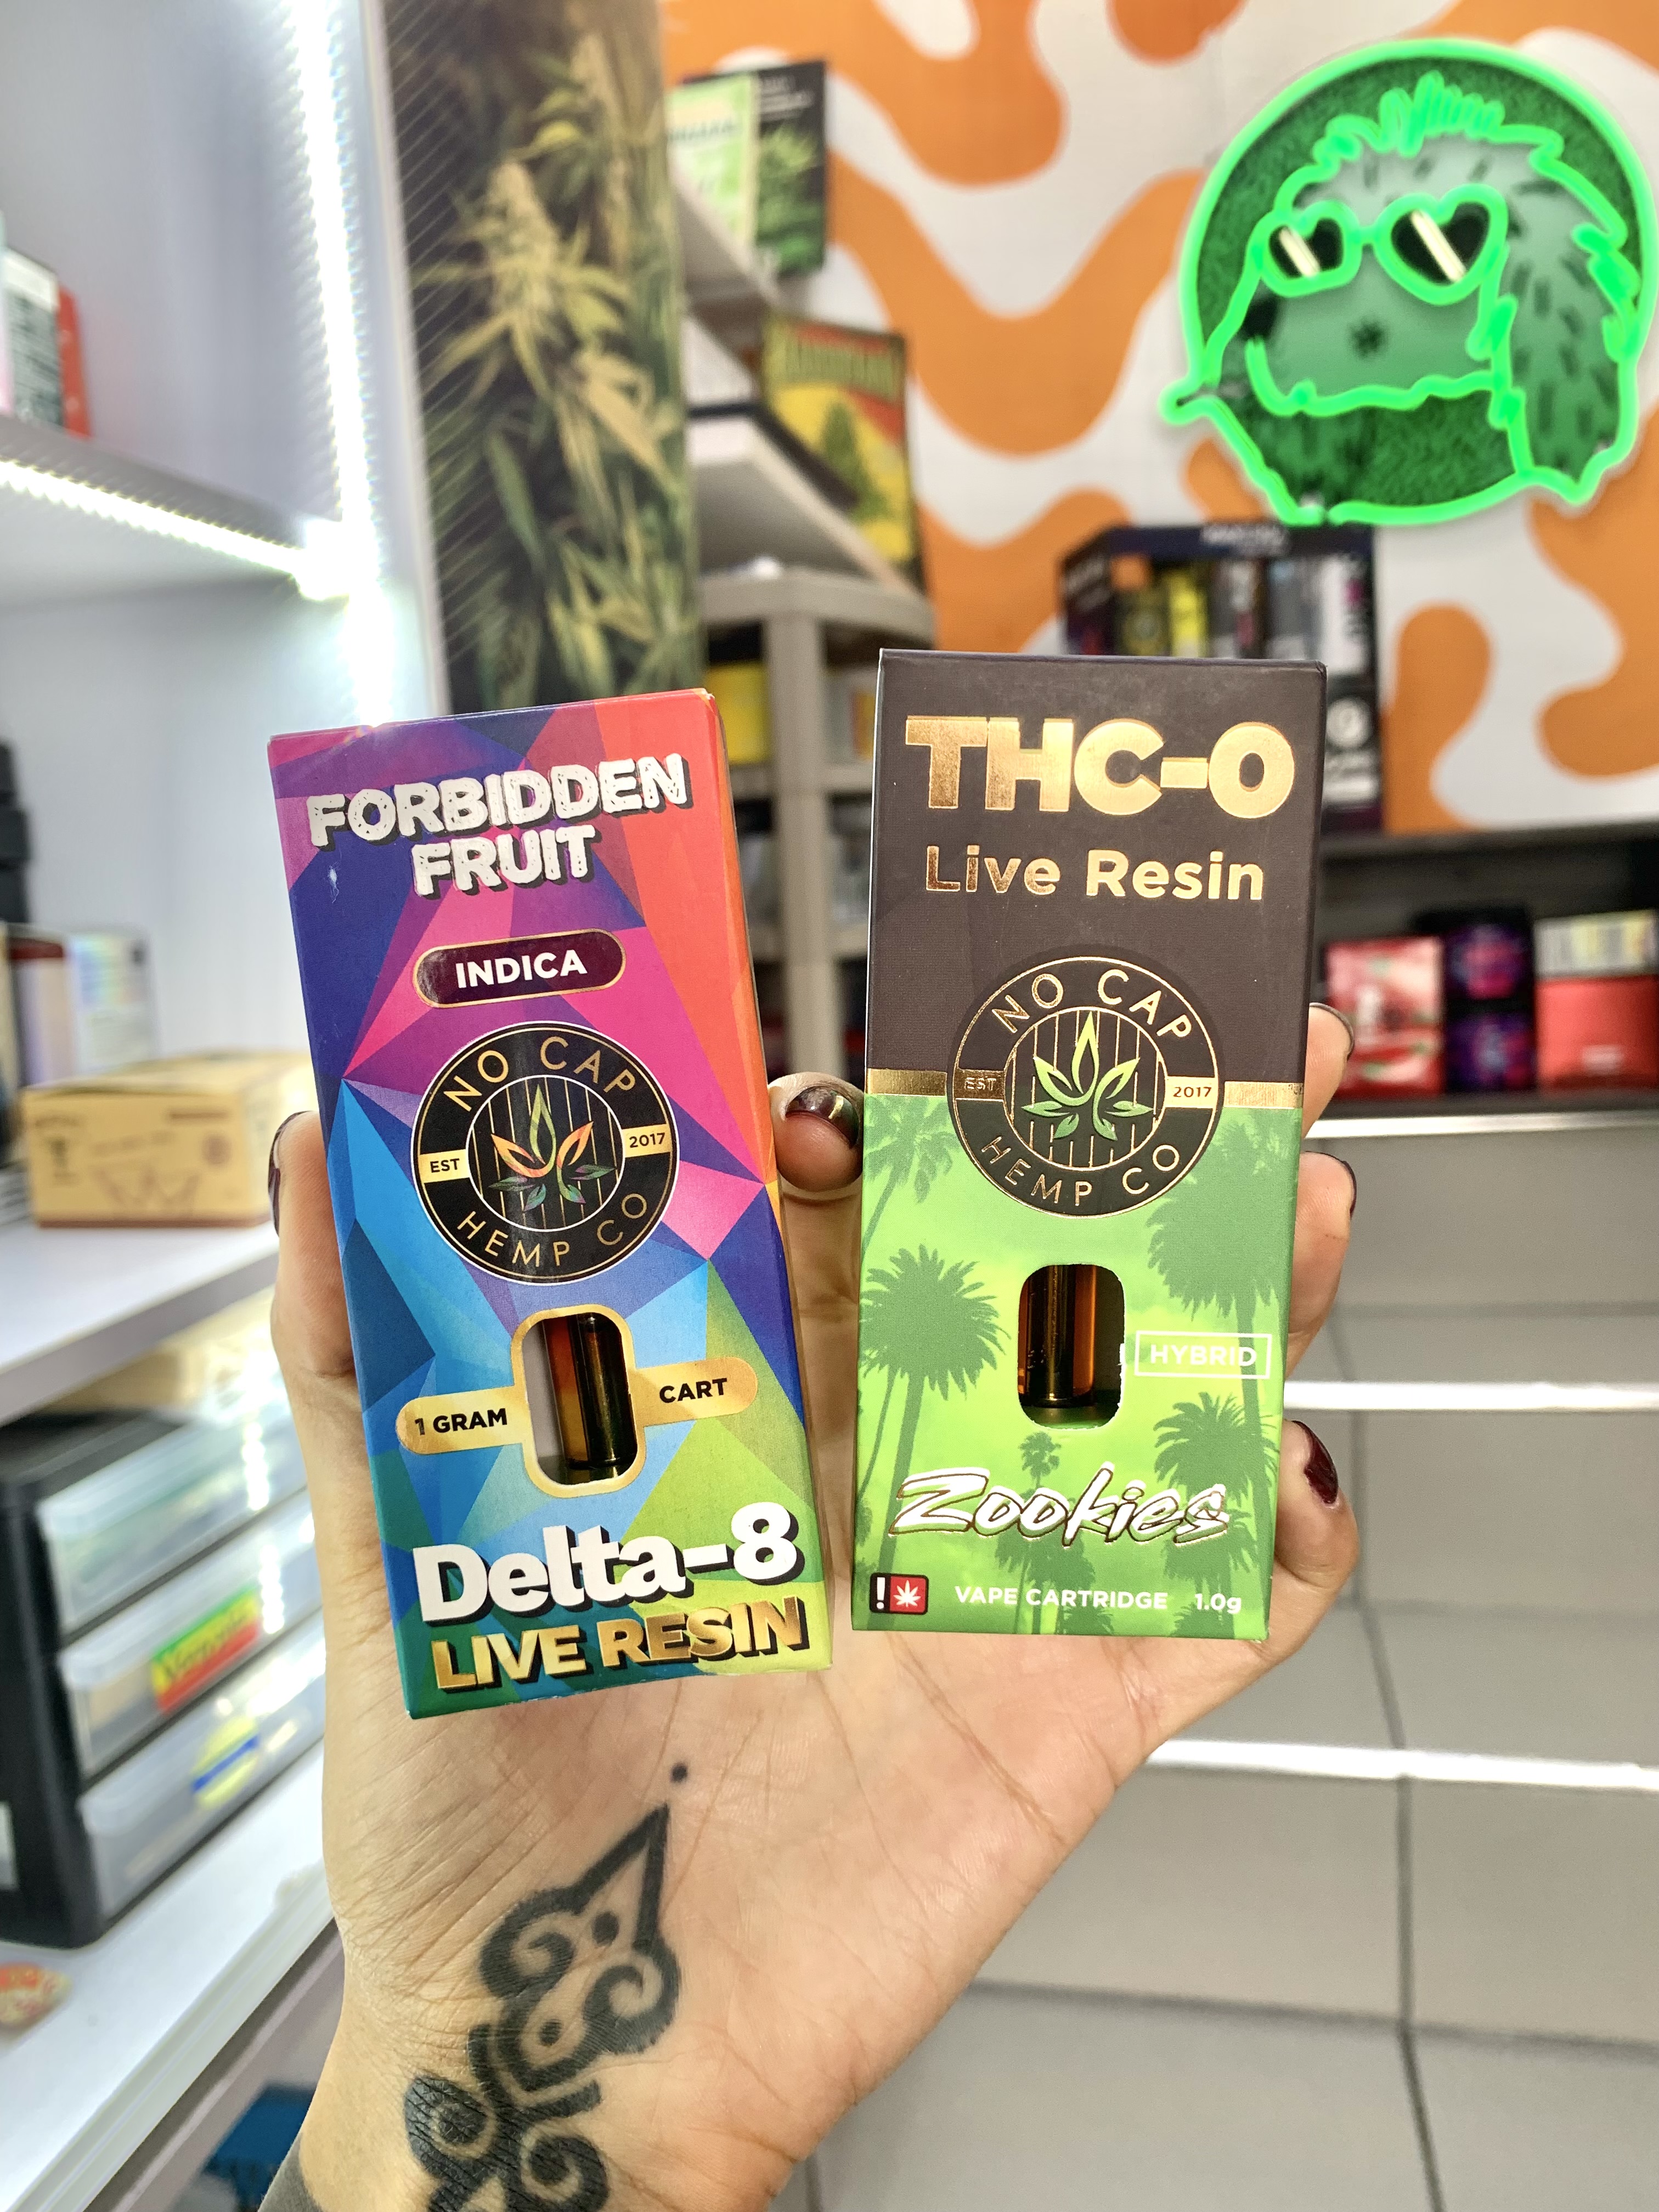 FORBIDDEN
FRUIT
INDICA
NO CAP
EST 2017
HEMP CO
1 GRAM CART
Delta-8
LIVE RESIN
THC-O
Live Resin
NO CAP
EST 2017
HEMP CO
HYBRID
Zookies
! VAPE CARTRIDGE 1.0g